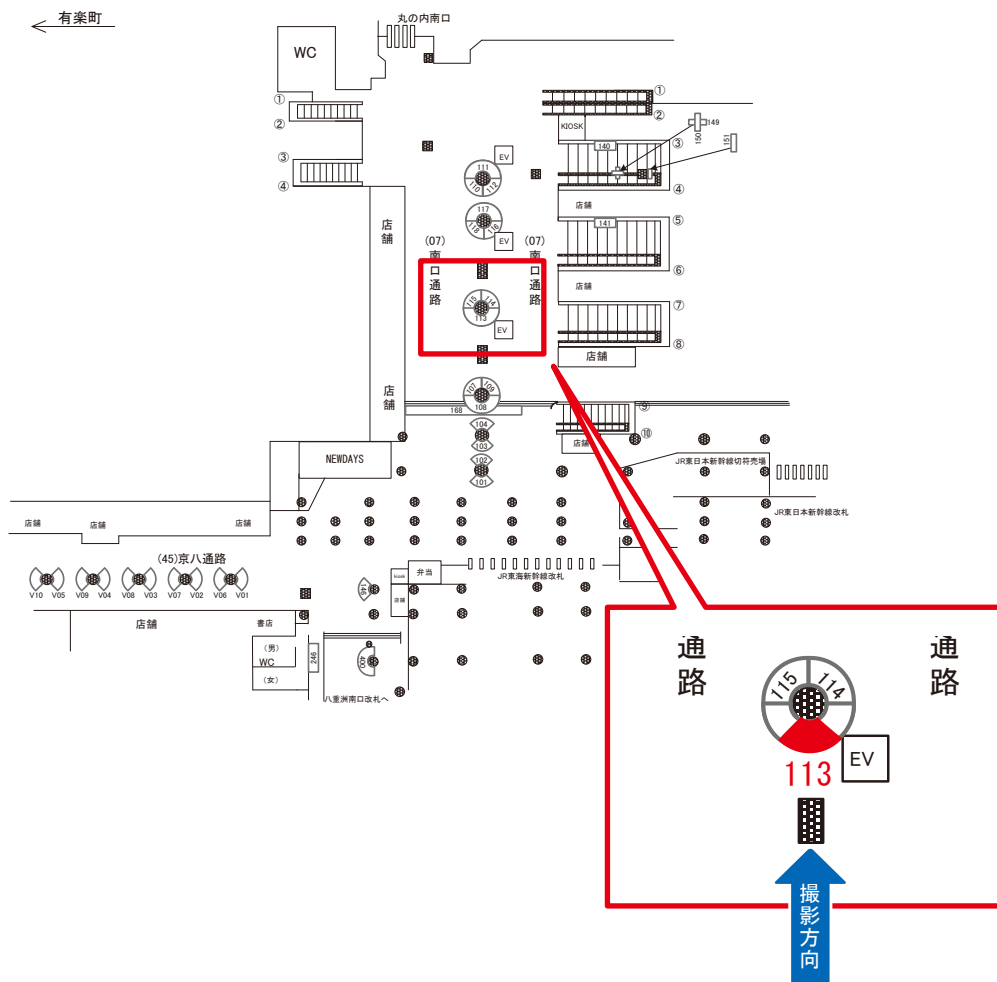 有楽町
丸の内南口
WC
①
②
③
④
①
②
KIOSK
③
140
149
150
151
④
店舗
⑤
141
⑥
店舗
⑦
⑧
店舗
EV
111
110
112
117
118
116
EV
(07)
南口通路
(07)
南口通路
店舗
115
114
113
EV
店舗
107
109
108
168
⑨
⑩
店舗
104
103
102
101
NEWDAYS
JR東日本新幹線切符売場
JR東日本新幹線改札
店舗
店舗
店舗
(45)京八通路
JR東海新幹線改札
kiosk
弁当
店舗
146
V10
V05
V09
V04
V08
V03
V07
V02
V06
V01
店舗
書店
(男)
WC
(女)
246
400
八重洲南口改札へ
通路
通路
115
114
113
EV
撮影方向